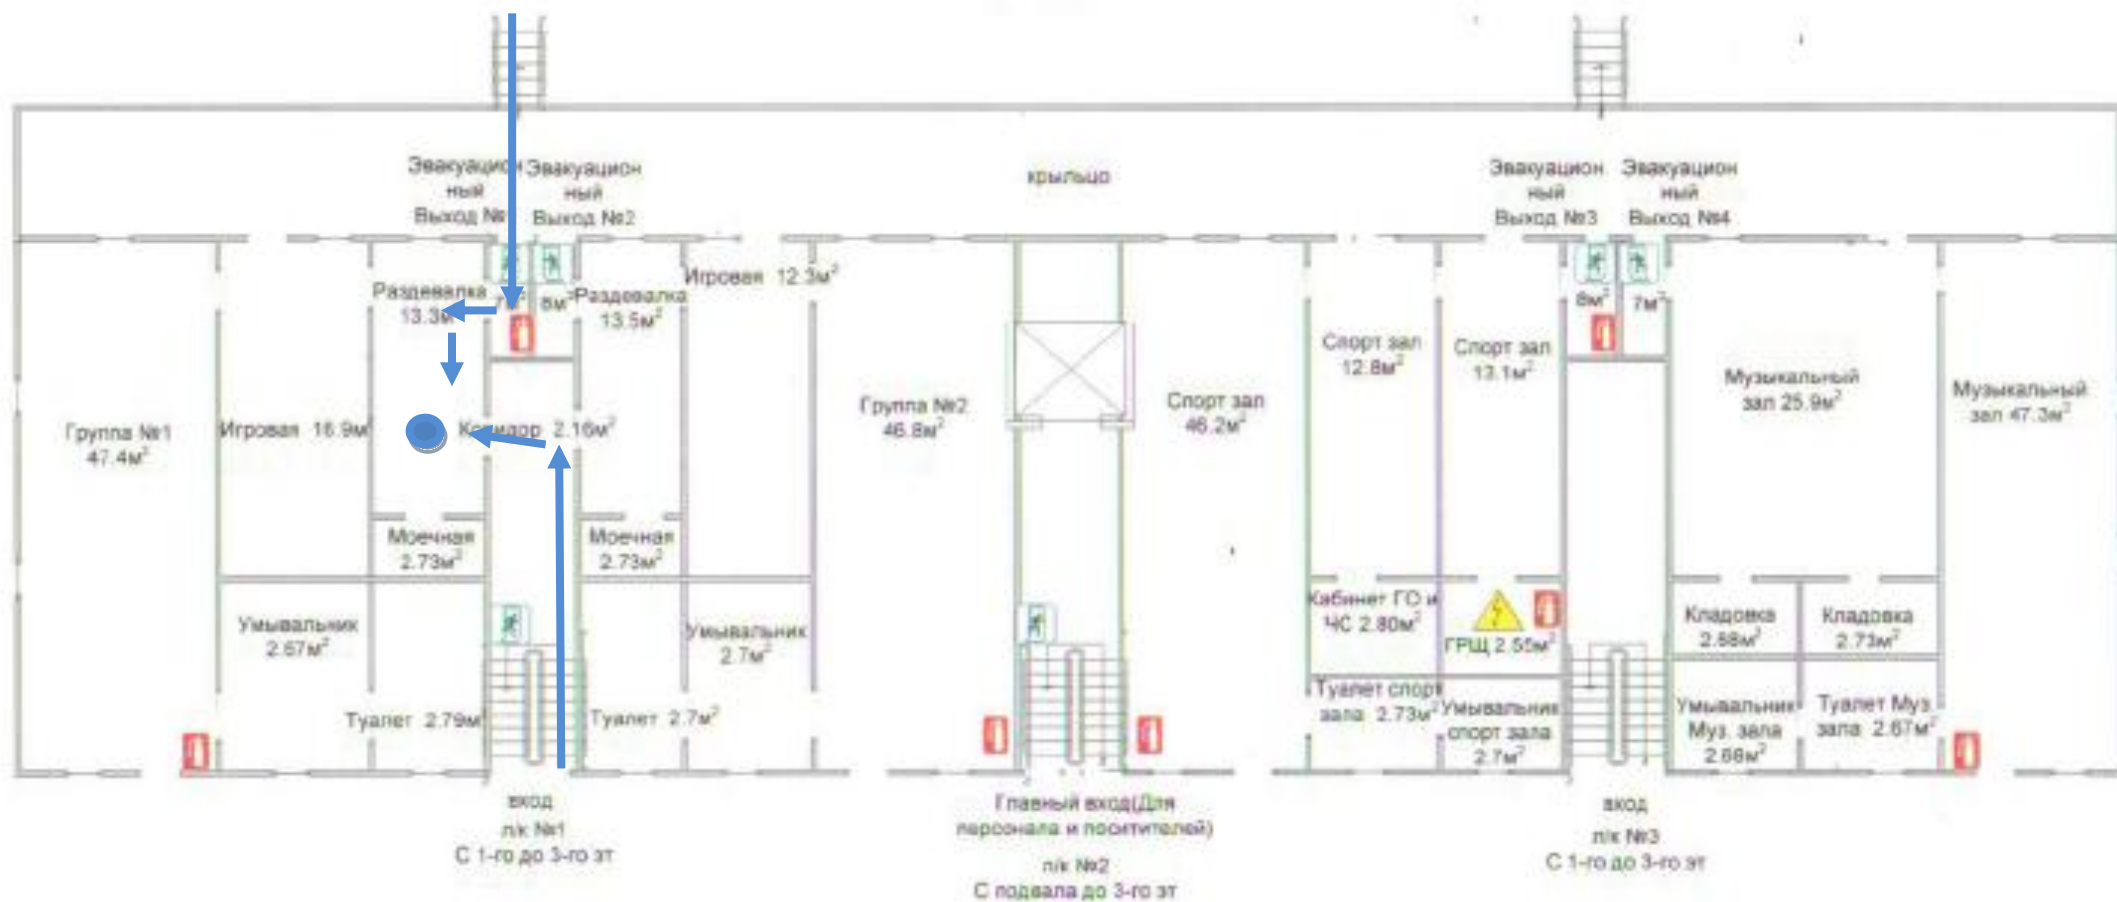 Эвакуацион
ный
Выход №
Эвакуацион
ный
Выход №2
крыльцо
Эвакуацион
ный
Выход №3
Эвакуацион
ный
Выход №4
Раздевалка
13.3м
7
8м²
Раздевалка
13.5м²
Игровая 12.3м²
8м²
7м²
Группа №1
47.4м²
Игровая 16.9м²
Коридор 2.16м²
Группа №2
46.8м²
Спорт зал
46.2м²
Спорт зал
12.8м²
Спорт зал
13.1м²
Музыкальный
зал 25.9м²
Музыкальный
зал 47.3м²
Моечная
2.73м²
Моечная
2.73м²
Умывальник
2.67м²
Умывальник
2.7м²
Кабинет ГО и
ЧС 2.80м²
ГРЩ 2.55м²
Кладовка
2.88м²
Кладовка
2.73м²
Туалет 2.79м²
Туалет 2.7м²
Туалет спорт
зала 2.73м²
Умывальник
спорт зала
2.7м²
Умывальник
Муз. зала
2.68м²
Туалет Муз.
зала 2.67м²
вход
л/к №1
С 1-го до 3-го эт
Главный вход(Для
персонала и поситителей)
л/к №2
С подвала до 3-го эт
вход
л/к №3
С 1-го до 3-го эт